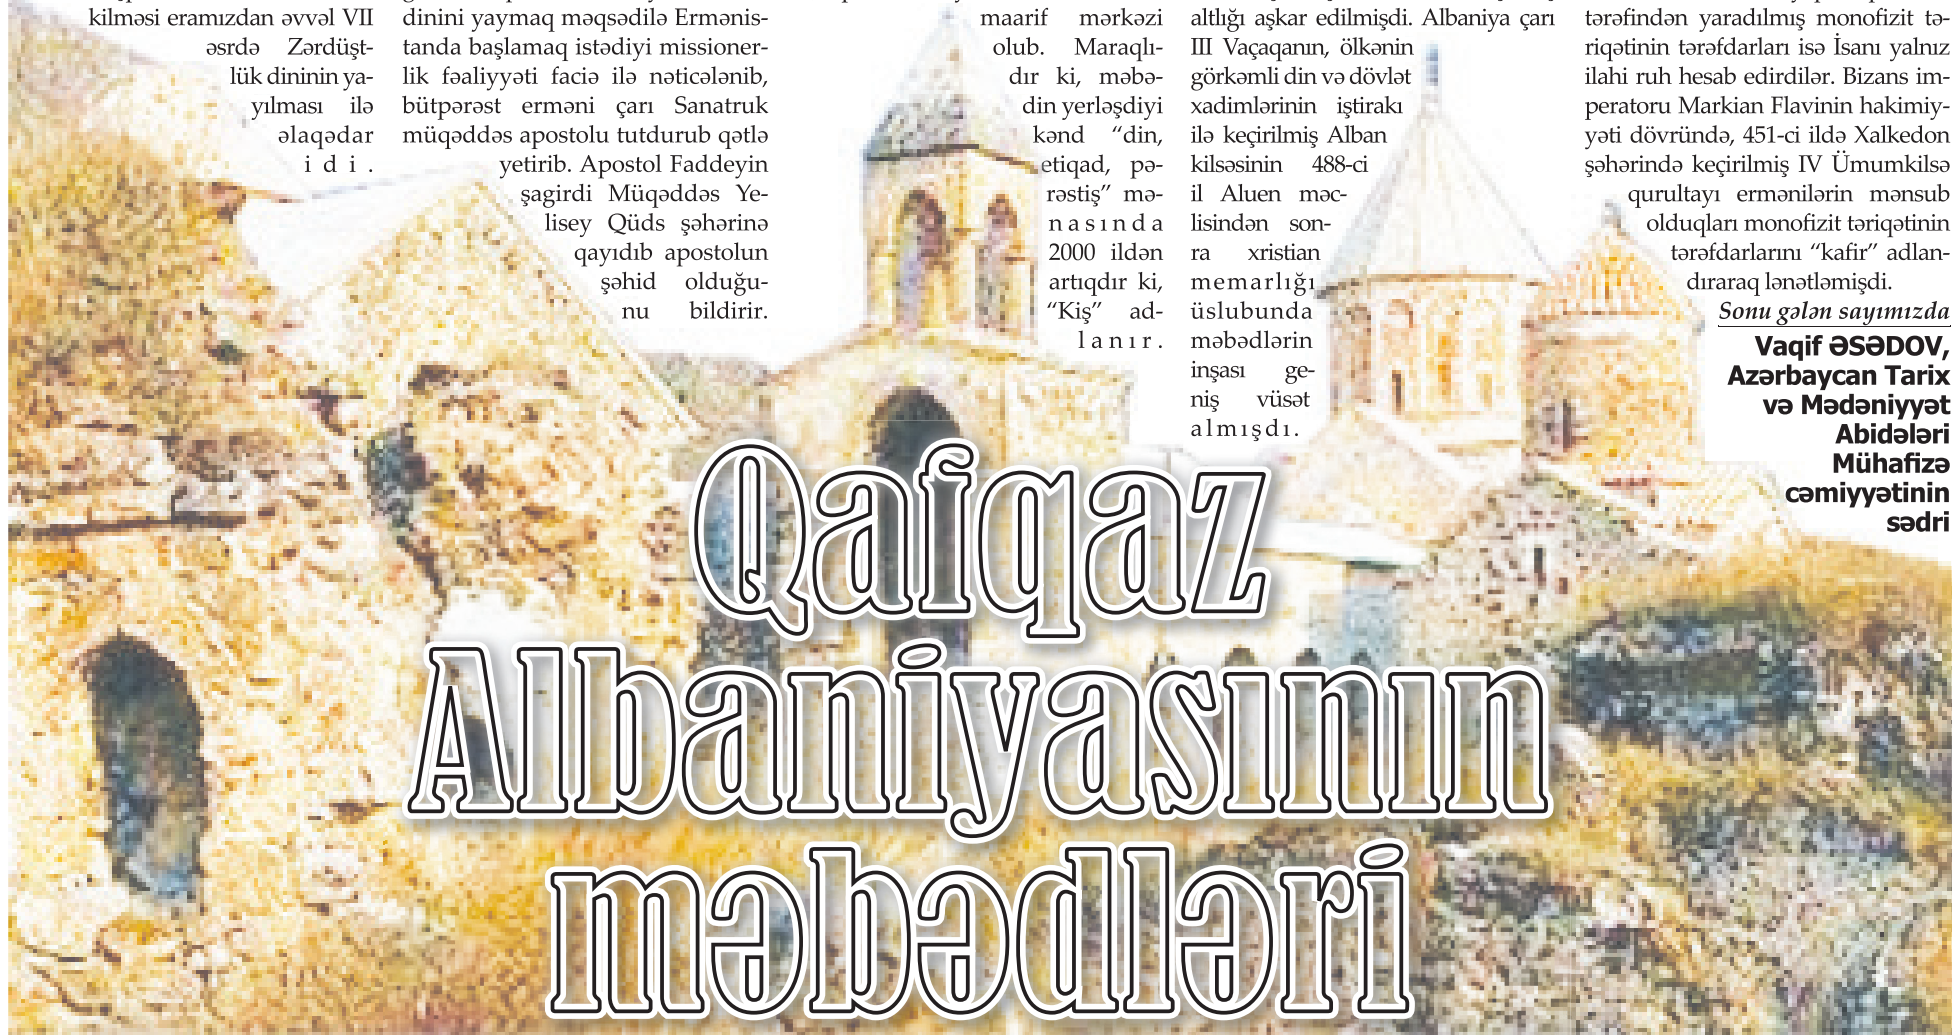 kilməsi eramızdan əvvəl VII
əsrdə Zərdüşt-
lük dininin ya-
yılması ilə
əlaqədar
idi.
dinini yaymaq məqsədilə Ermənis-
tanda başlamaq istədiyi missioner-
lik fəaliyyəti faciə ilə nəticələnib,
bütpərəst erməni çarı Sanatruk
müqəddəs apostolu tutdurub qətlə
yetirib. Apostol Faddeyin
şagirdi Müqəddəs Ye-
lisey Qüds şəhərinə
qayıdıb apostolun
şəhid olduğu-
nu bildirir.
maarif mərkəzi
olub. Maraqlı-
dır ki, məbə-
din yerləşdiyi
kənd “din,
etiqad, pə-
rəstiş” mə-
nasında
2000 ildən
artıqdır ki,
“Kiş” ad-
lanır.
altlığı aşkar edilmişdi. Albaniya çarı
III Vaçaqanın, ölkənin
görkəmli din və dövlət
xadimlərinin iştirakı
ilə keçirilmiş Alban
kilsəsinin 488-ci
il Aluen məc-
lisindən son-
ra xristian
memarlığı
üslubunda
məbədlərin
inşası ge-
niş vüsət
almışdı.
tərəfindən yaradılmış monofizit tə-
riqətinin tərəfdarları isə İsanı yalnız
ilahi ruh hesab edirdilər. Bizans im-
peratoru Markian Flavinin hakimiy-
yəti dövründə, 451-ci ildə Xalkedon
şəhərində keçirilmiş IV Ümumkilsə
qurultayı ermənilərin mənsub
olduqları monofizit təriqətinin
tərəfdarlarını “kafir” adlan-
dıraraq lənətləmişdi.
Sonu gələn sayımızda
Vaqif ƏSƏDOV,
Azərbaycan Tarix
və Mədəniyyət
Abidələri
Mühafizə
cəmiyyətinin
sədri
Qafqaz
Albaniyasının
məbədləri